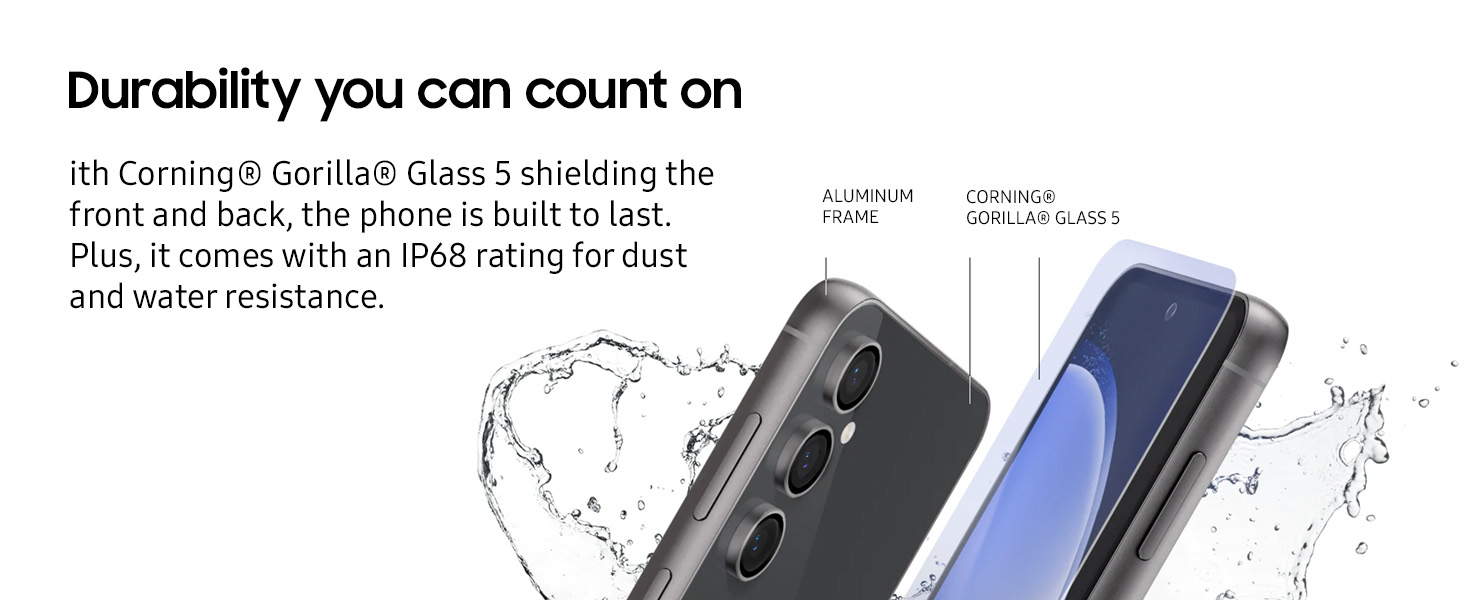 Durability you can count on
ith Corning® Gorilla® Glass 5 shielding the
front and back, the phone is built to last.
Plus, it comes with an IP68 rating for dust
and water resistance.
ALUMINUM
FRAME
CORNING®
GORILLA® GLASS 5